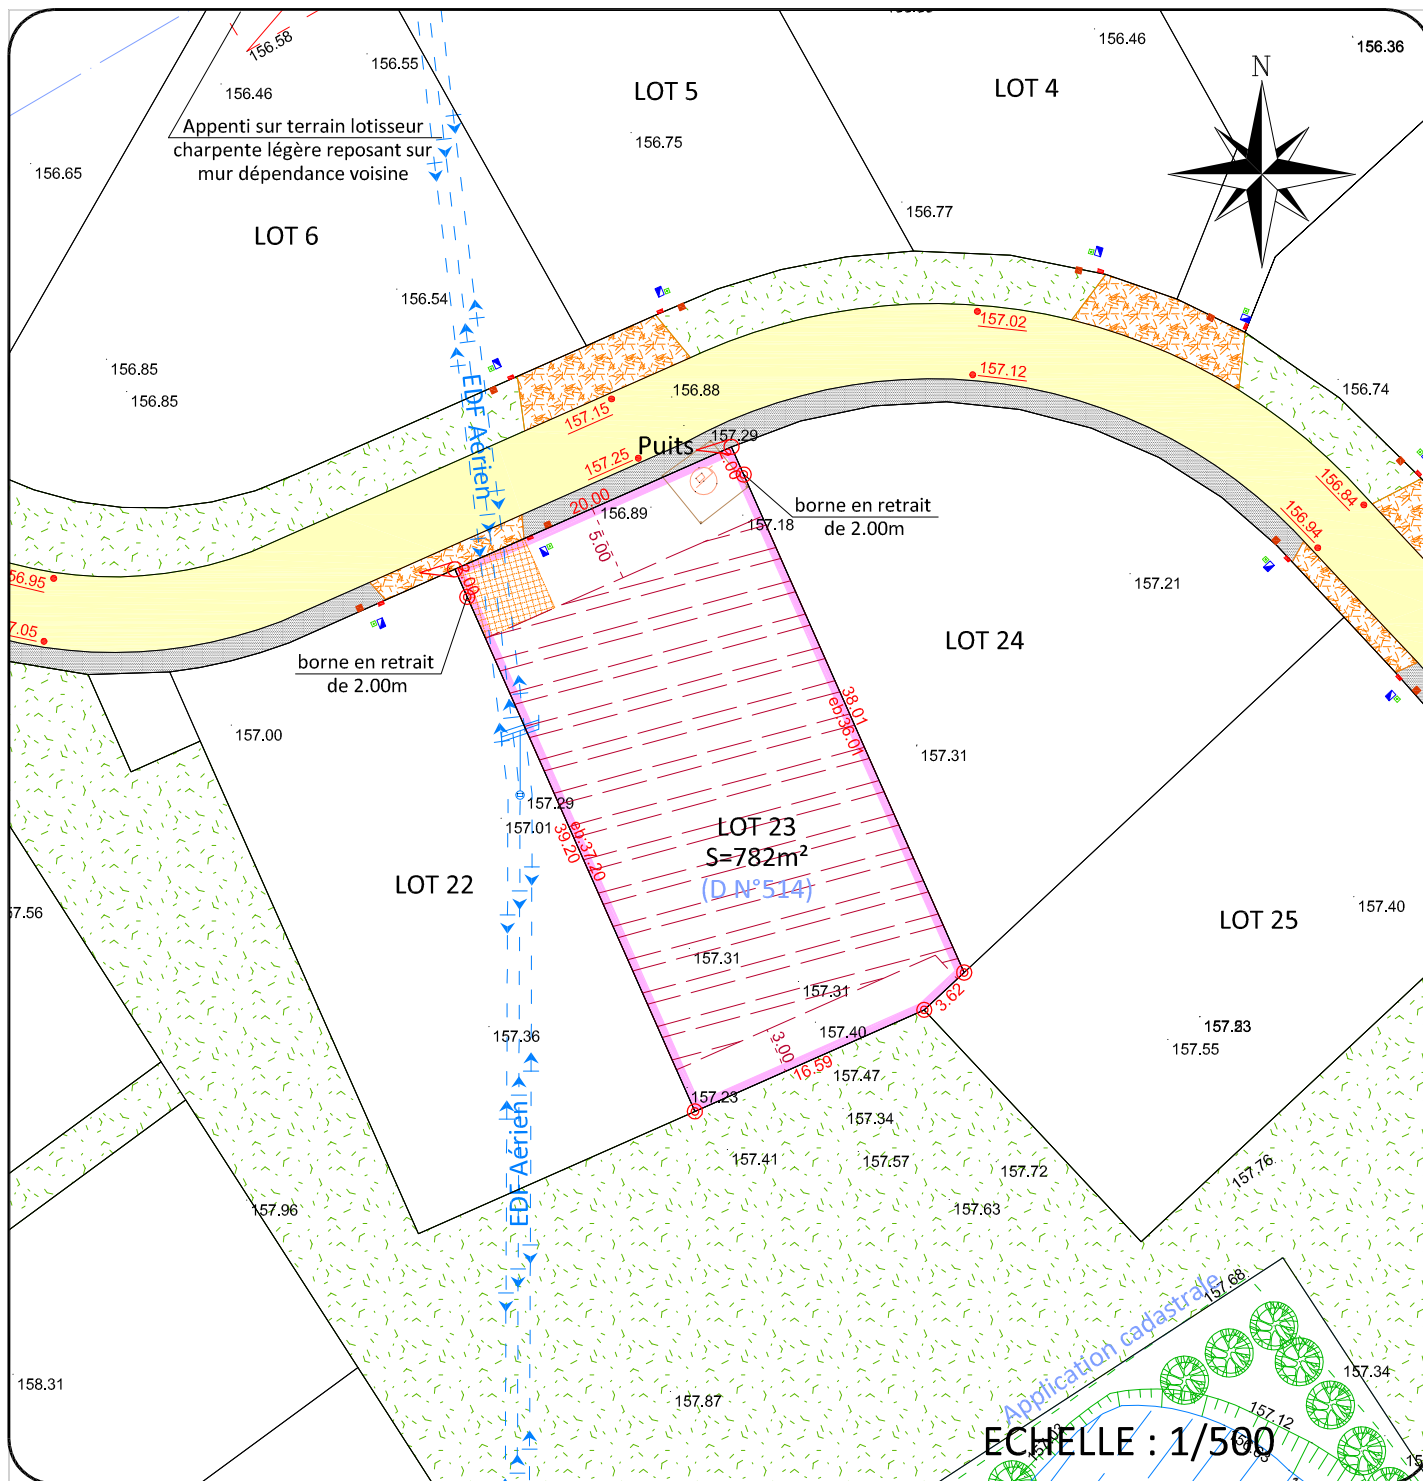 156.58
156.55
156.46
156.36
N
156.46
LOT 5
LOT 4
Appenti sur terrain lotisseur
charpente légère reposant sur
mur dépendance voisine
156.75
156.65
156.77
LOT 6
156.54
157.02
157.12
156.85
156.85
156.88
156.74
157.15
EDF Aérien
Puits
157.29
157.25
2.00
20.00
156.89
borne en retrait
de 2.00m
157.18
156.84
156.94
5.00
56.95
2.00
157.21
7.05
LOT 24
borne en retrait
de 2.00m
38.01
eb:36.01
157.00
157.31
157.29
157.01
eb:37.20
39.20
LOT 23
S=782m²
(D N°514)
LOT 22
57.56
157.40
LOT 25
157.31
157.31
3.62
157.36
157.40
3.00
16.59
157.47
157.55
157.23
157.34
EDF Aérien
157.41
157.57
157.72
157.76
157.96
157.63
157.68
Application cadastrale
158.31
157.34
157.87
157.12
ECHELLE : 1/500